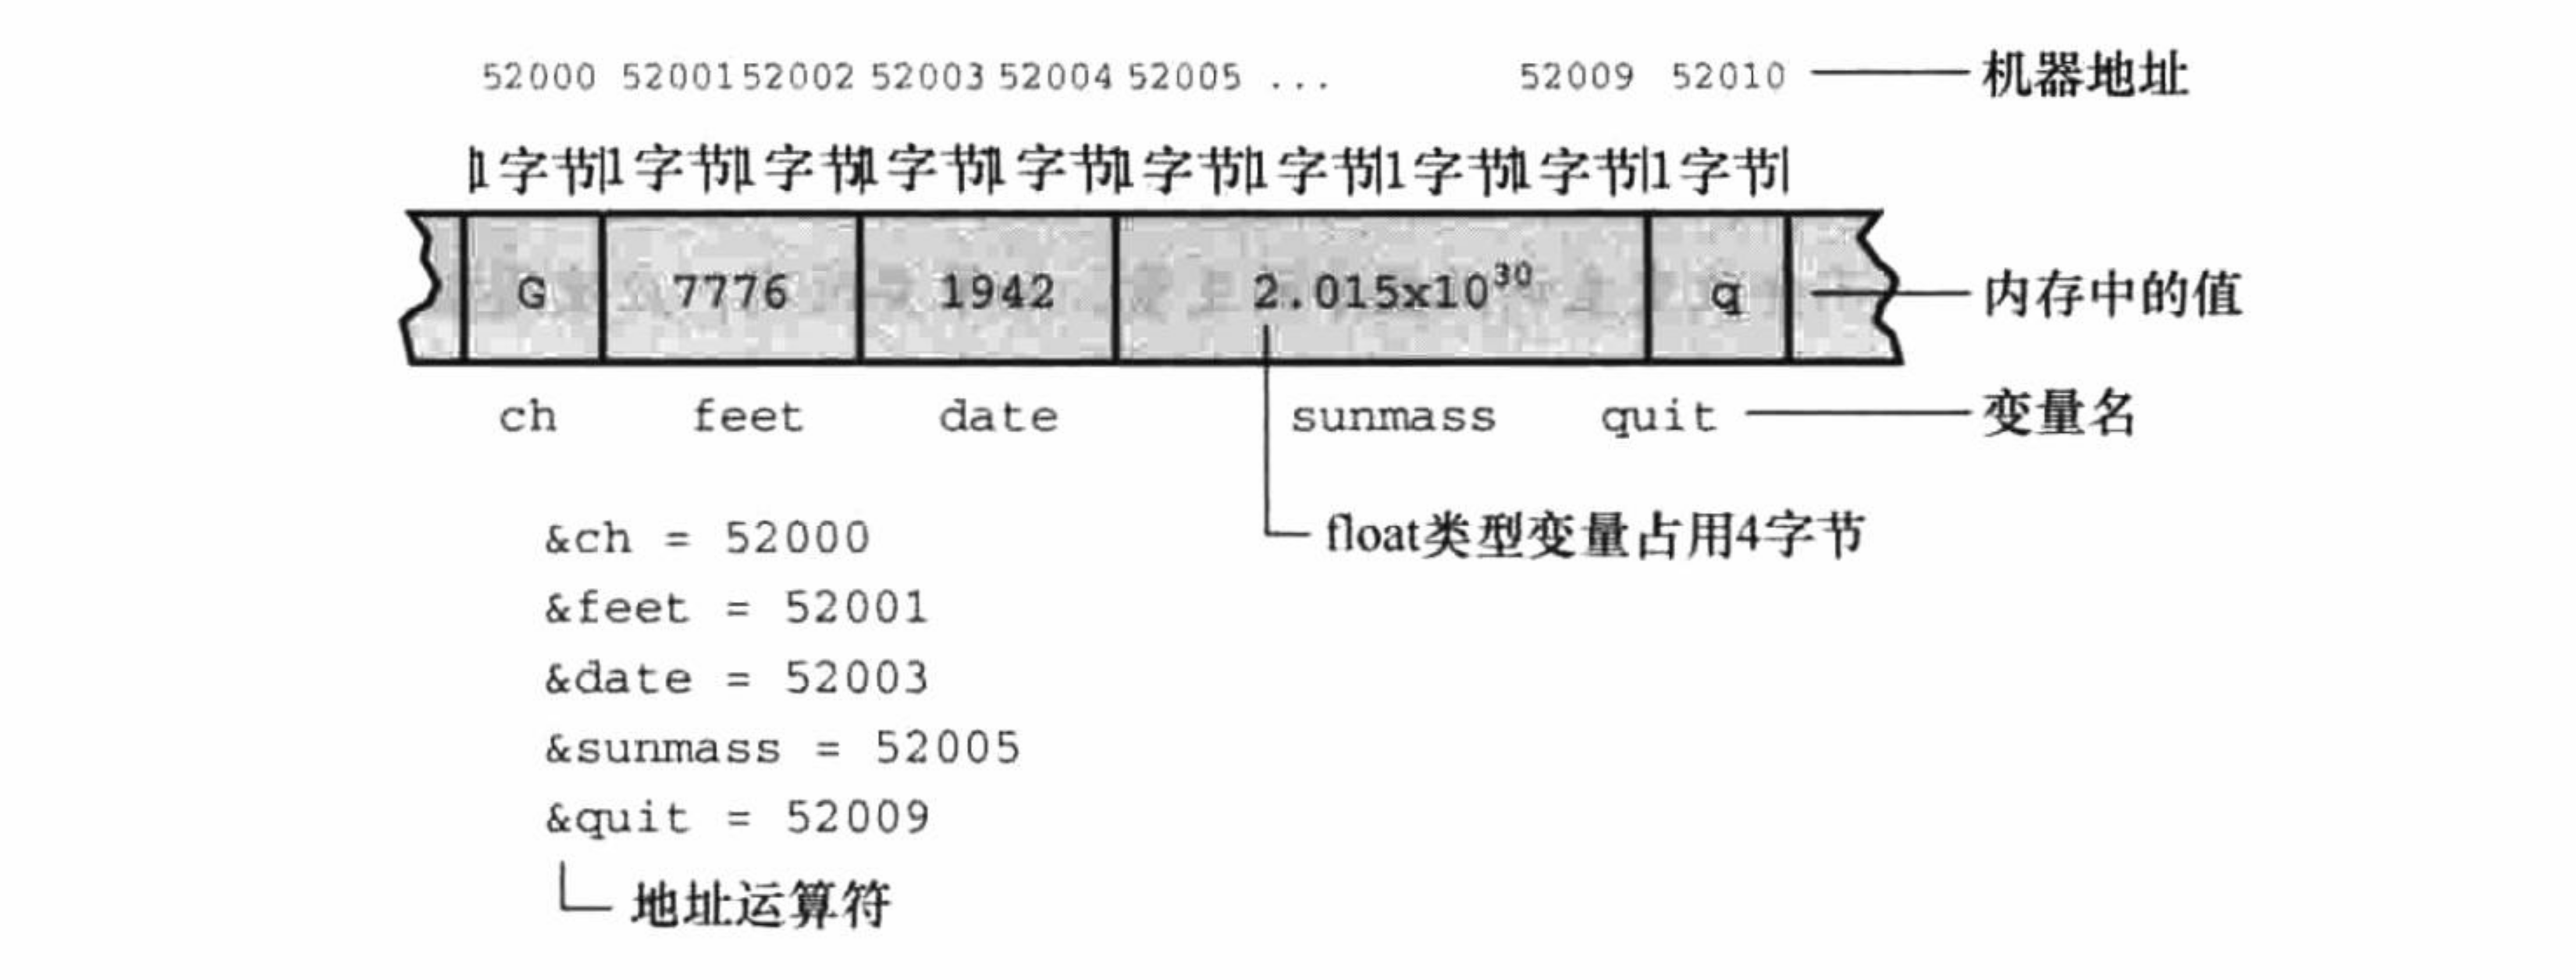 52000 52001 52002 52003 52004 52005 ... 52009 52010 机器地址
1字节 1字节 1字节 1字节 1字节 1字节 1字节 1字节 1字节 1字节
G 7776 1942 2.015x10³⁰ q 内存中的值
ch feet date sunmass quit 变量名
&ch = 52000 float类型变量占用4字节
&feet = 52001
&date = 52003
&sunmass = 52005
&quit = 52009
地址运算符